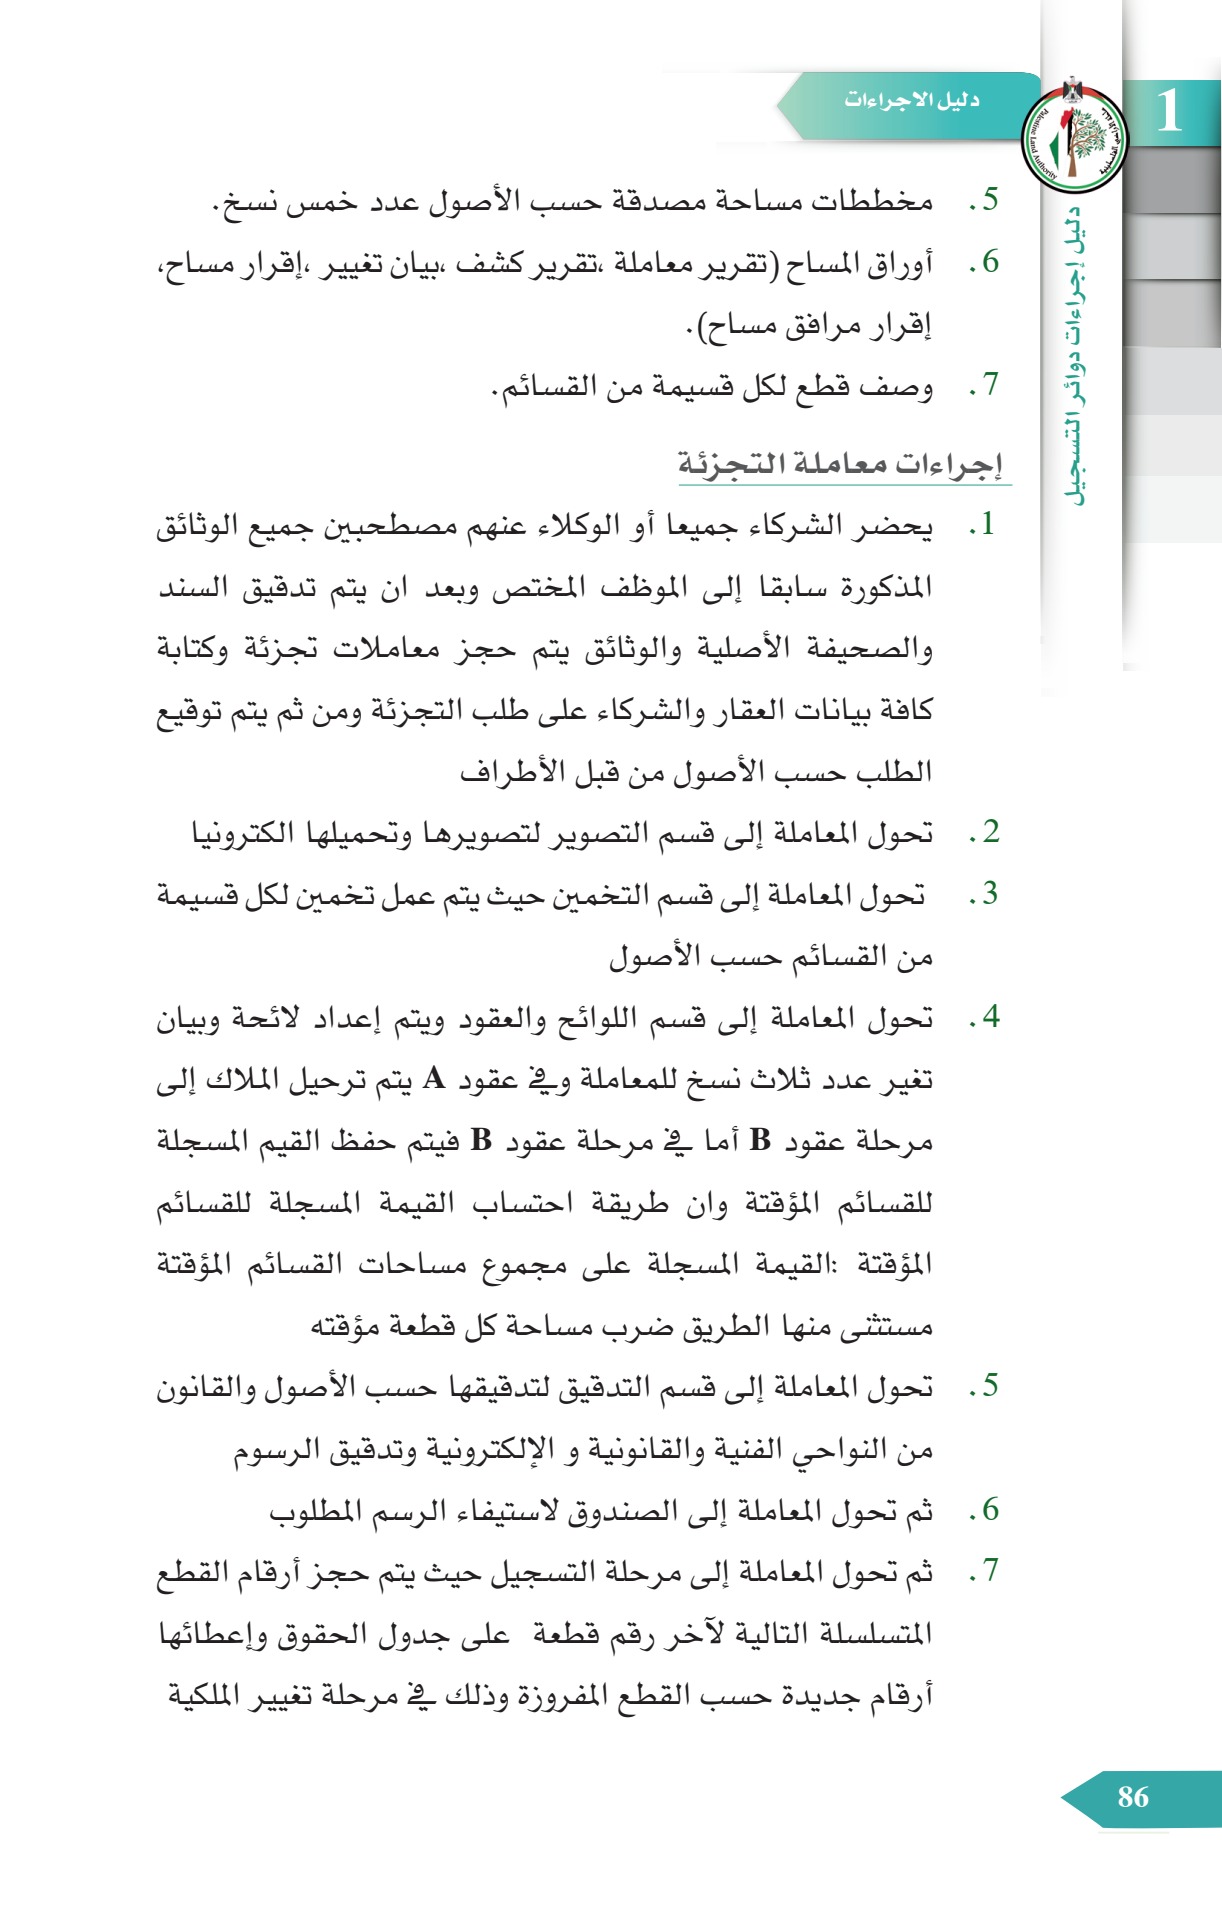 دليل الاجراءات
1
Palestine Land Authority
دليل إجراءات دوائر التسجيل
5. مخططات مساحة مصدقة حسب الأصول عدد خمس نسخ.
6. أوراق المساح (تقرير معاملة ،تقرير كشف ،بيان تغيير ،إقرار مساح،
إقرار مرافق مساح).
7. وصف قطع لكل قسيمة من القسائم.
إجراءات معاملة التجزئة
1. يحضر الشركاء جميعا أو الوكلاء عنهم مصطحبين جميع الوثائق
المذكورة سابقا إلى الموظف المختص وبعد ان يتم تدقيق السند
والصحيفة الأصلية والوثائق يتم حجز معاملات تجزئة وكتابة
كافة بيانات العقار والشركاء على طلب التجزئة ومن ثم يتم توقيع
الطلب حسب الأصول من قبل الأطراف
2. تحول المعاملة إلى قسم التصوير لتصويرها وتحميلها الكترونيا
3. تحول المعاملة إلى قسم التخمين حيث يتم عمل تخمين لكل قسيمة
من القسائم حسب الأصول
4. تحول المعاملة إلى قسم اللوائح والعقود ويتم إعداد لائحة وبيان
تغير عدد ثلاث نسخ للمعاملة وفي عقود A يتم ترحيل الملاك إلى
مرحلة عقود B أما في مرحلة عقود B فيتم حفظ القيم المسجلة
للقسائم المؤقتة وان طريقة احتساب القيمة المسجلة للقسائم
المؤقتة :القيمة المسجلة على مجموع مساحات القسائم المؤقتة
مستثنى منها الطريق ضرب مساحة كل قطعة مؤقته
5. تحول المعاملة إلى قسم التدقيق لتدقيقها حسب الأصول والقانون
من النواحي الفنية والقانونية و الإلكترونية وتدقيق الرسوم
6. ثم تحول المعاملة إلى الصندوق لاستيفاء الرسم المطلوب
7. ثم تحول المعاملة إلى مرحلة التسجيل حيث يتم حجز أرقام القطع
المتسلسلة التالية لآخر رقم قطعة على جدول الحقوق وإعطائها
أرقام جديدة حسب القطع المفروزة وذلك في مرحلة تغيير الملكية
86